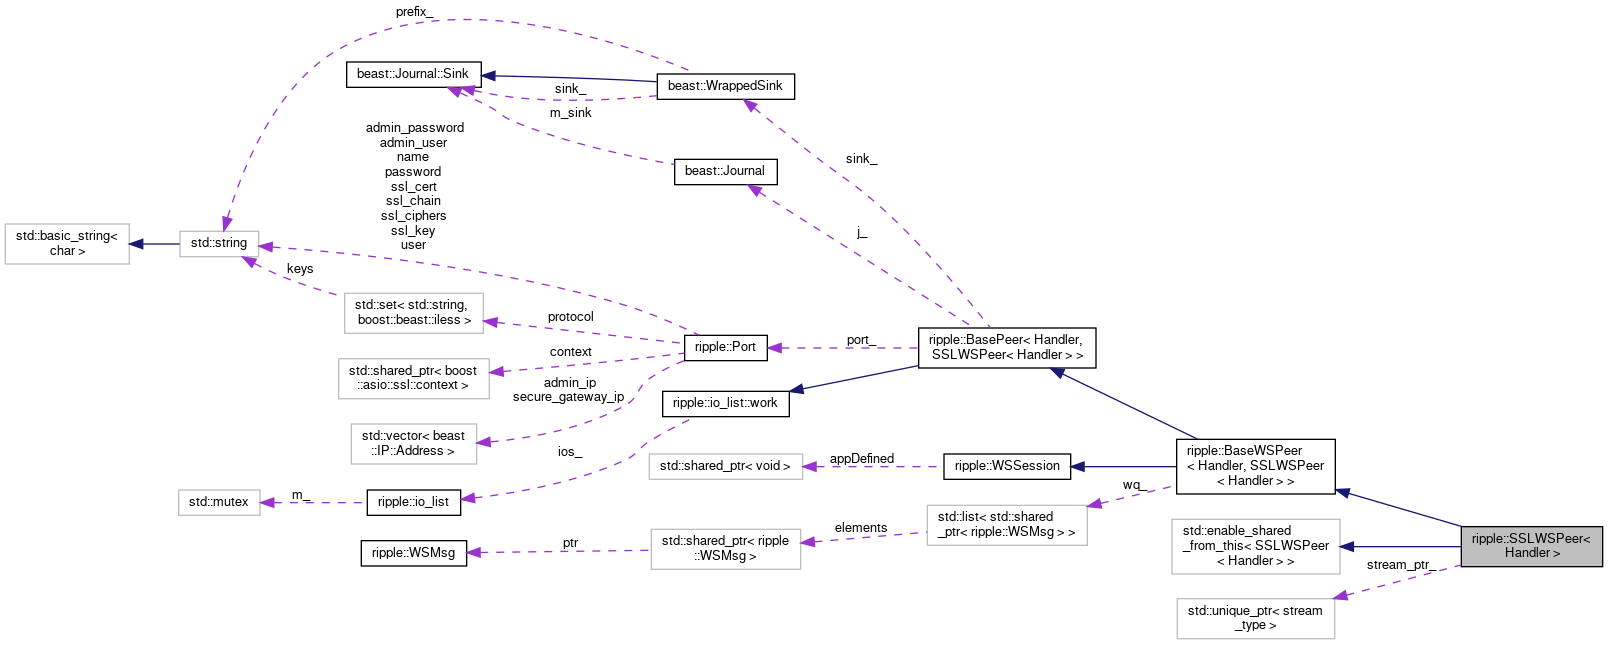 prefix_
beast::Journal::Sink
beast::WrappedSink
sink_
m_sink
admin_password
admin_user
name
password
ssl_cert
ssl_chain
ssl_ciphers
ssl_key
user
beast::Journal
sink_
j_
std::basic_string<
char >
std::string
keys
std::set< std::string,
boost::beast::iless >
protocol
ripple::Port
port_
ripple::BasePeer< Handler,
SSLWSPeer< Handler > >
context
std::shared_ptr< boost
::asio::ssl::context >
admin_ip
secure_gateway_ip
ripple::io_list::work
std::vector< beast
::IP::Address >
ios_
std::shared_ptr< void >
appDefined
ripple::WSSession
ripple::BaseWSPeer
< Handler, SSLWSPeer
< Handler > >
wq_
std::mutex
m_
ripple::io_list
std::list< std::shared
_ptr< ripple::WSMsg > >
elements
std::shared_ptr< ripple
::WSMsg >
ptr
ripple::WSMsg
std::enable_shared
_from_this< SSLWSPeer
< Handler > >
ripple::SSLWSPeer<
Handler >
stream_ptr_
std::unique_ptr< stream
_type >